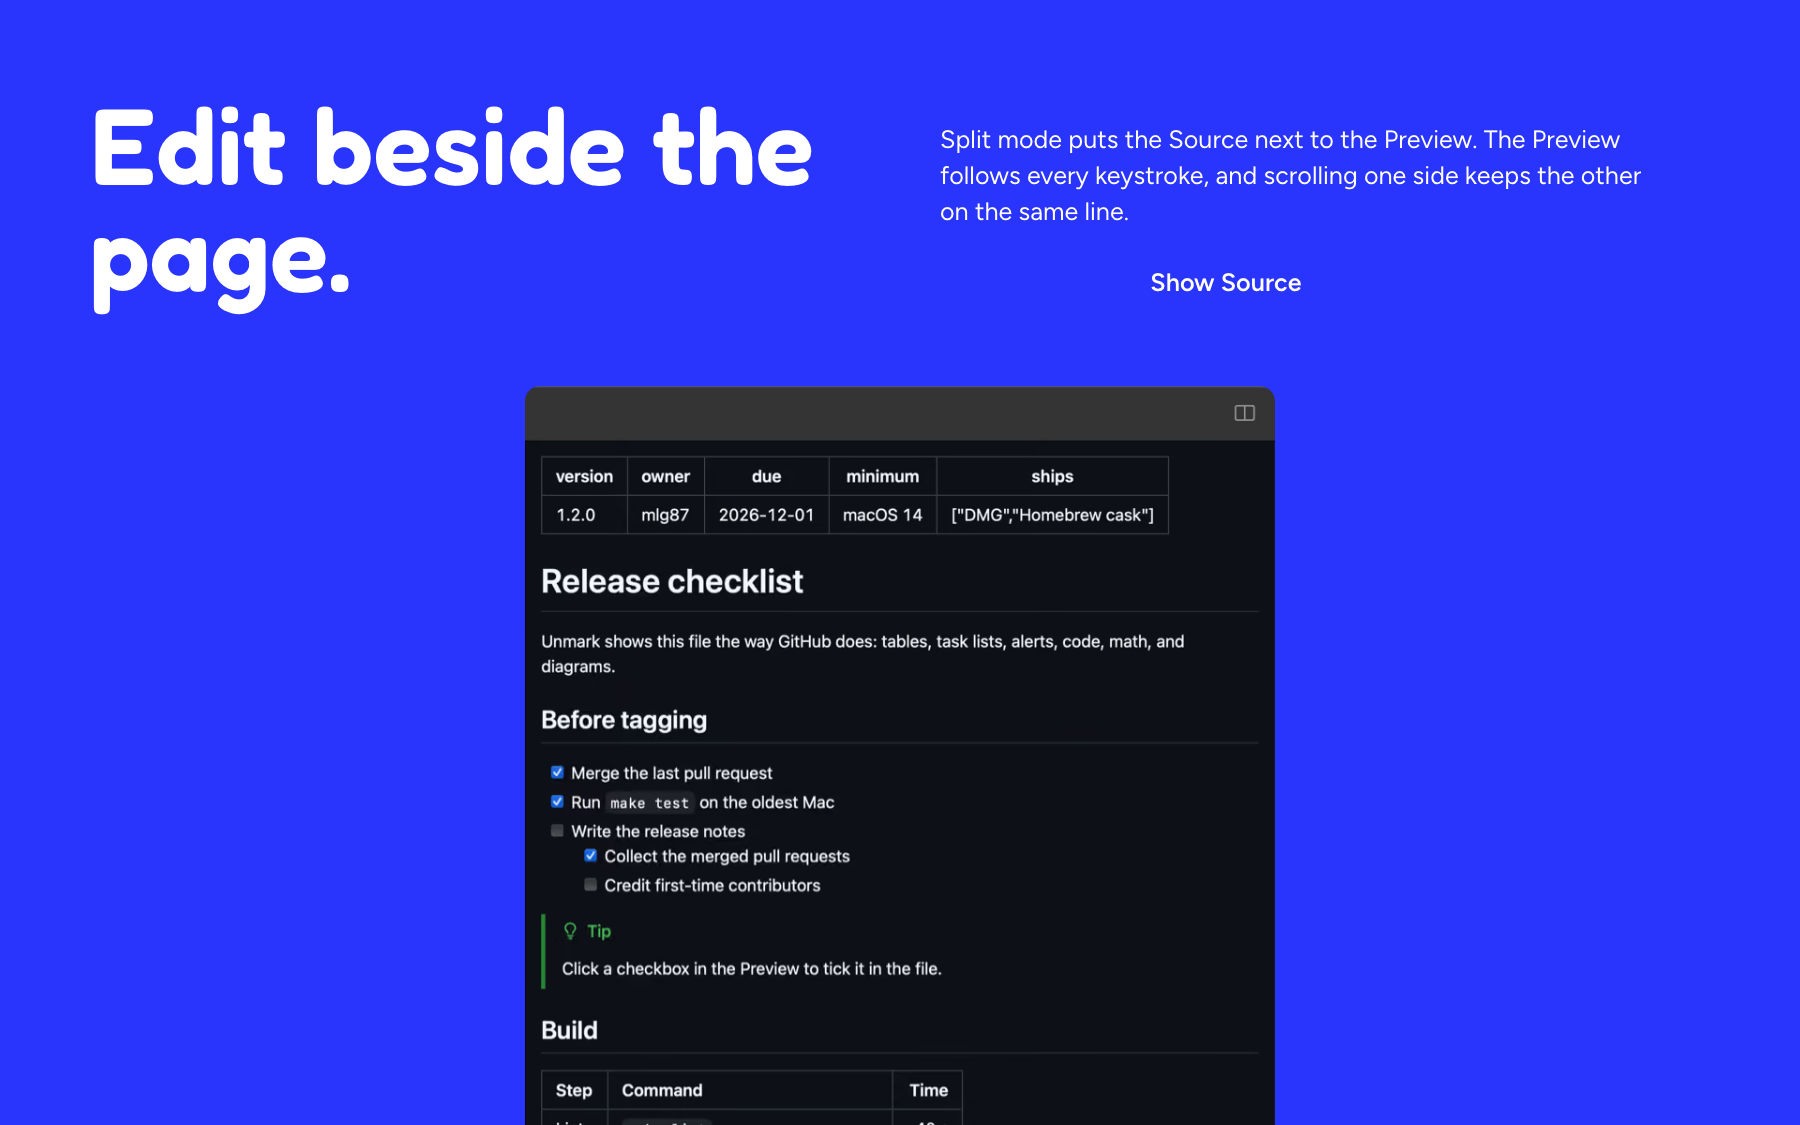 Edit beside the
page.
Split mode puts the Source next to the Preview. The Preview
follows every keystroke, and scrolling one side keeps the other
on the same line.
Show Source
version owner due minimum ships
1.2.0 mlg87 2026-12-01 macOS 14 ["DMG","Homebrew cask"]
Release checklist
Unmark shows this file the way GitHub does: tables, task lists, alerts, code, math, and
diagrams.
Before tagging
Merge the last pull request
Run make test on the oldest Mac
Write the release notes
Collect the merged pull requests
Credit first-time contributors
Tip
Click a checkbox in the Preview to tick it in the file.
Build
Step Command Time